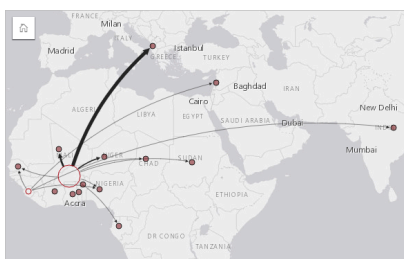 FRANCE
Milan
ITALY
Madrid
Istanbul
GREECE
TURKEY
Baghdad
IRAN
Cairo
ALGERIA
LIBYA
EGYPT
SAUDI ARABIA
Dubai
New Delhi
Mumbai
NIGER
CHAD
SUDAN
NIGERIA
Accra
ETHIOPIA
DR CONGO
TANZANIA